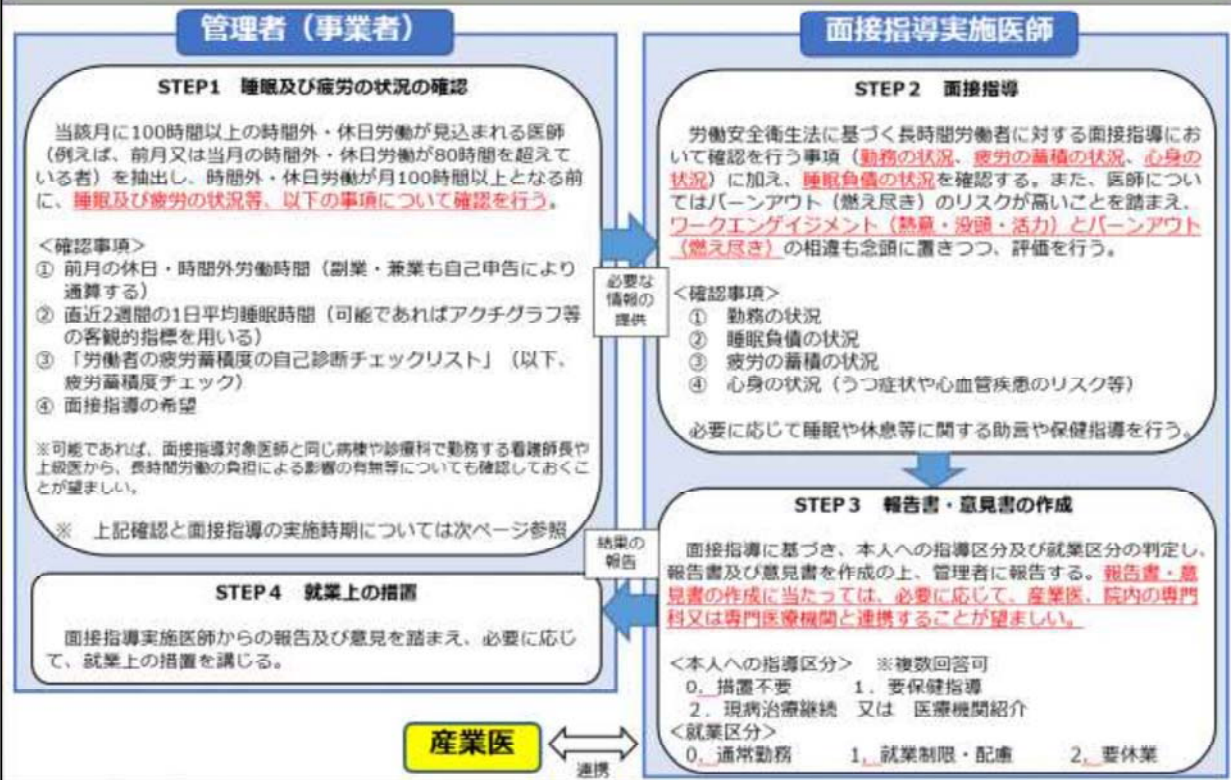 管理者（事業者）
STEP1　睡眠及び疲労の状況の確認
当該月に100時間以上の時間外・休日労働が見込まれる医師
（例えば、前月又は当月の時間外・休日労働が80時間を超えて
いる者）を抽出し、時間外・休日労働が月100時間以上となる前
に、睡眠及び疲労の状況等、以下の事項について確認を行う。
＜確認事項＞
① 前月の休日・時間外労働時間（副業・兼業も自己申告により
通算する）
② 直近2週間の1日平均睡眠時間（可能であればアクチグラフ等
の客観的指標を用いる）
③ 「労働者の疲労蓄積度の自己診断チェックリスト」（以下、
疲労蓄積度チェック）
④ 面接指導の希望
※可能であれば、面接指導対象医師と同じ病棟や診療科で勤務する看護師長や
上級医から、長時間労働の負担による影響の有無等についても確認しておくこ
とが望ましい。
※　上記確認と面接指導の実施時期については次ページ参照
必要な
情報の
提供
面接指導実施医師
STEP２　面接指導
労働安全衛生法に基づく長時間労働者に対する面接指導にお
いて確認を行う事項（勤務の状況、疲労の蓄積の状況、心身の
状況）に加え、睡眠負債の状況を確認する。また、医師につい
てはバーンアウト（燃え尽き）のリスクが高いことを踏まえ、
ワークエンゲイジメント（熱意・没頭・活力）とバーンアウト
（燃え尽き）の相違も念頭に置きつつ、評価を行う。
＜確認事項＞
①　勤務の状況
②　睡眠負債の状況
③　疲労の蓄積の状況
④　心身の状況（うつ症状や心血管疾患のリスク等）
必要に応じて睡眠や休息等に関する助言や保健指導を行う。
STEP３　報告書・意見書の作成
面接指導に基づき、本人への指導区分及び就業区分の判定し、
報告書及び意見書を作成の上、管理者に報告する。報告書・意
見書の作成に当たっては、必要に応じて、産業医、院内の専門
科又は専門医療機関と連携することが望ましい。
＜本人への指導区分＞　※複数回答可
０．措置不要　　１．要保健指導
２．現病治療継続　又は　医療機関紹介
＜就業区分＞
０．通常勤務　　１．就業制限・配慮　　２．要休業
結果の
報告
STEP４　就業上の措置
面接指導実施医師からの報告及び意見を踏まえ、必要に応じ
て、就業上の措置を講じる。
産業医
連携